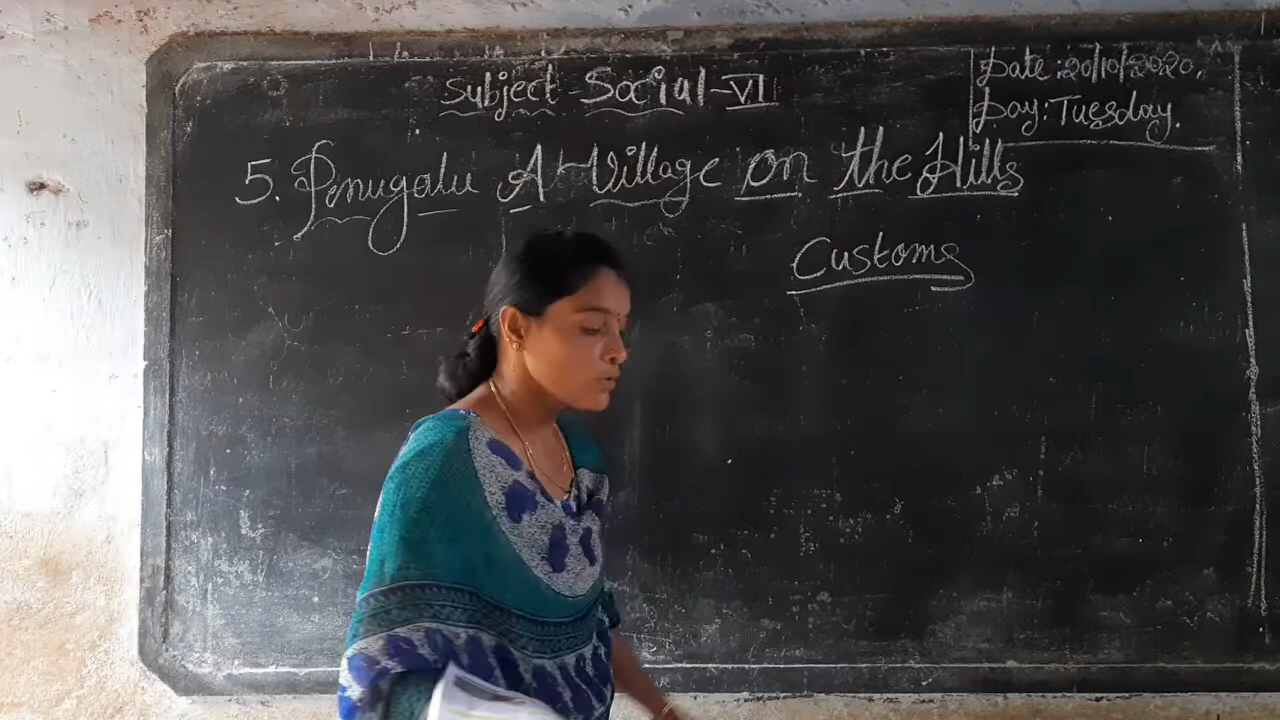 Subject - Social - VI
Date : 20/10/2020.
Day : Tuesday.
5. Penugolu A Village on the Hills
Customs